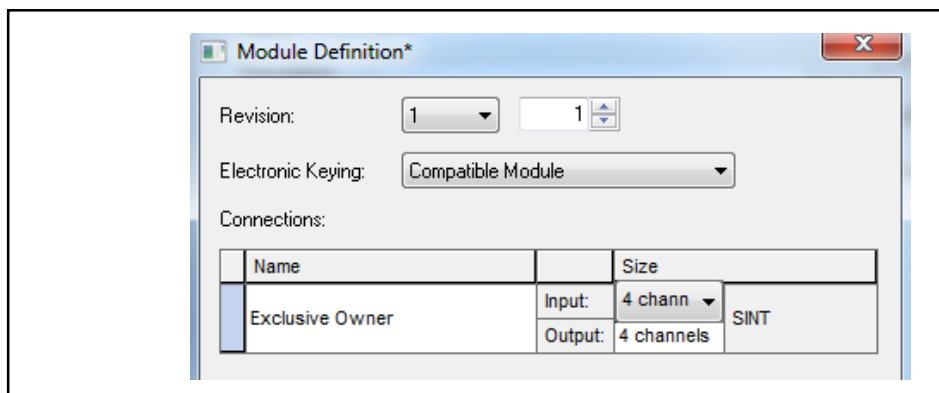 Module Definition*
Revision: 1 1
Electronic Keying: Compatible Module
Connections:
Name Size
Exclusive Owner Input: 4 chann SINT
Output: 4 channels